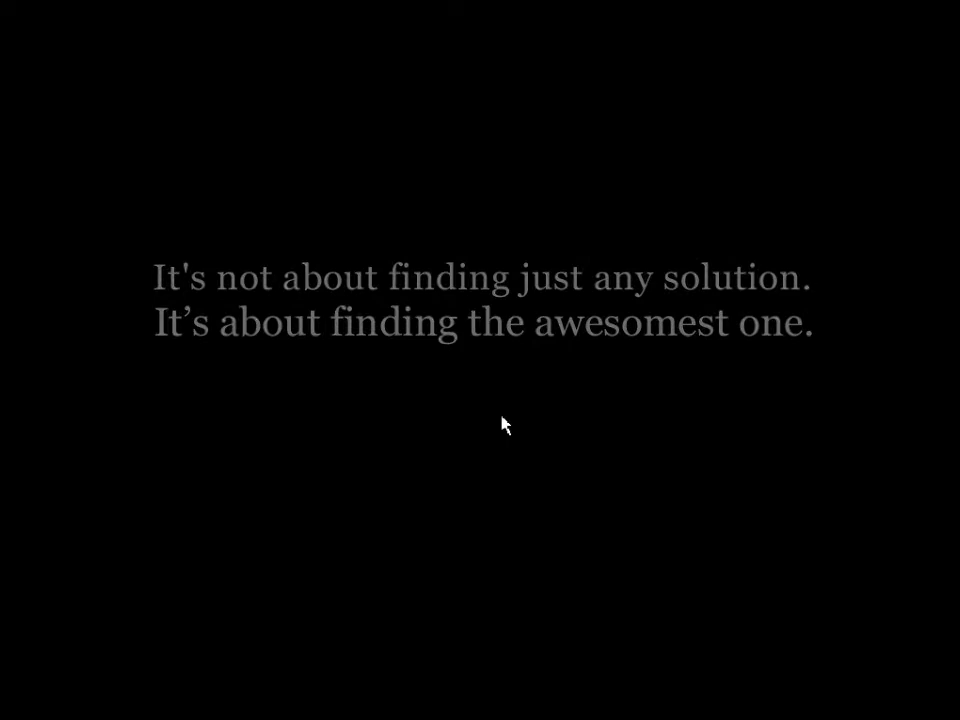 It's not about finding just any solution.
It’s about finding the awesomest one.